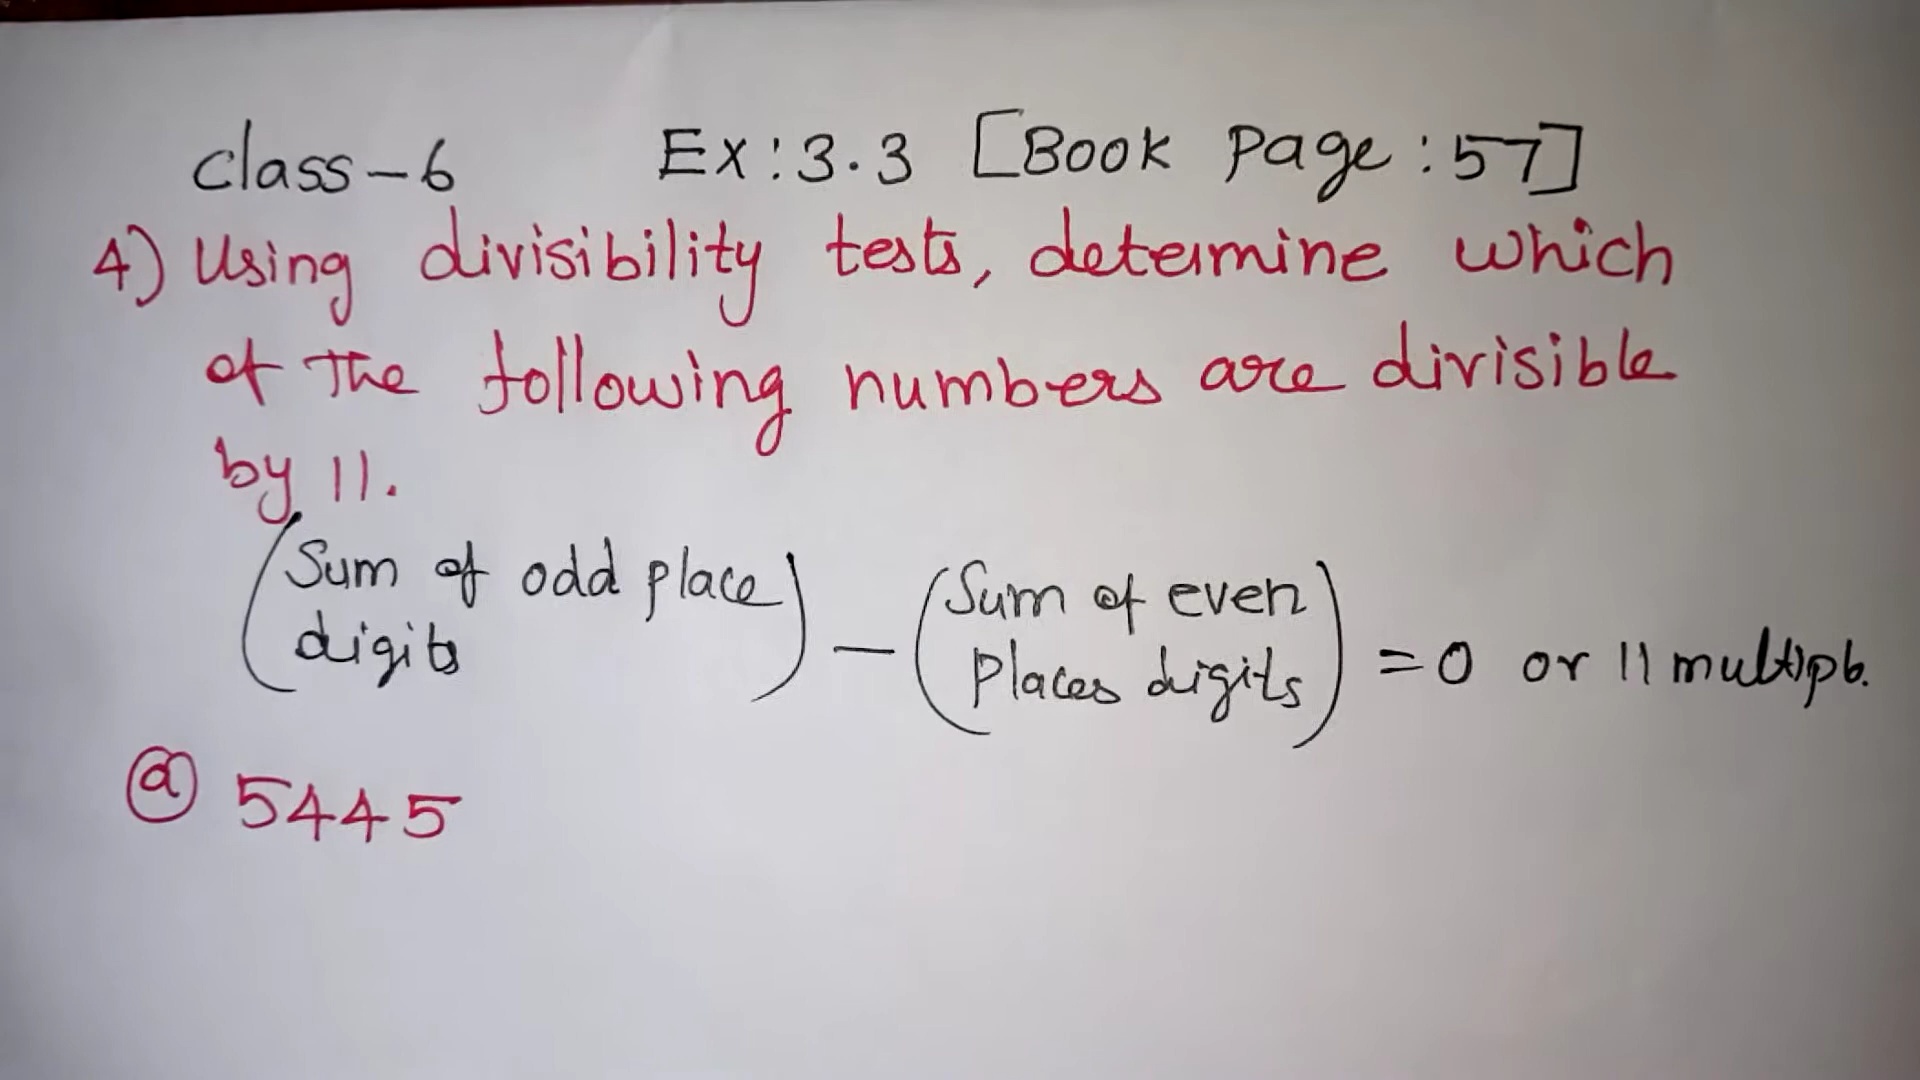 class-6 Ex:3.3 [Book Page:57]
4) Using divisibility tests, determine which
of the following numbers are divisible
by 11.
(Sum of odd place digits) - (Sum of even Places digits) = 0 or 11 multiple.
ⓐ 5445